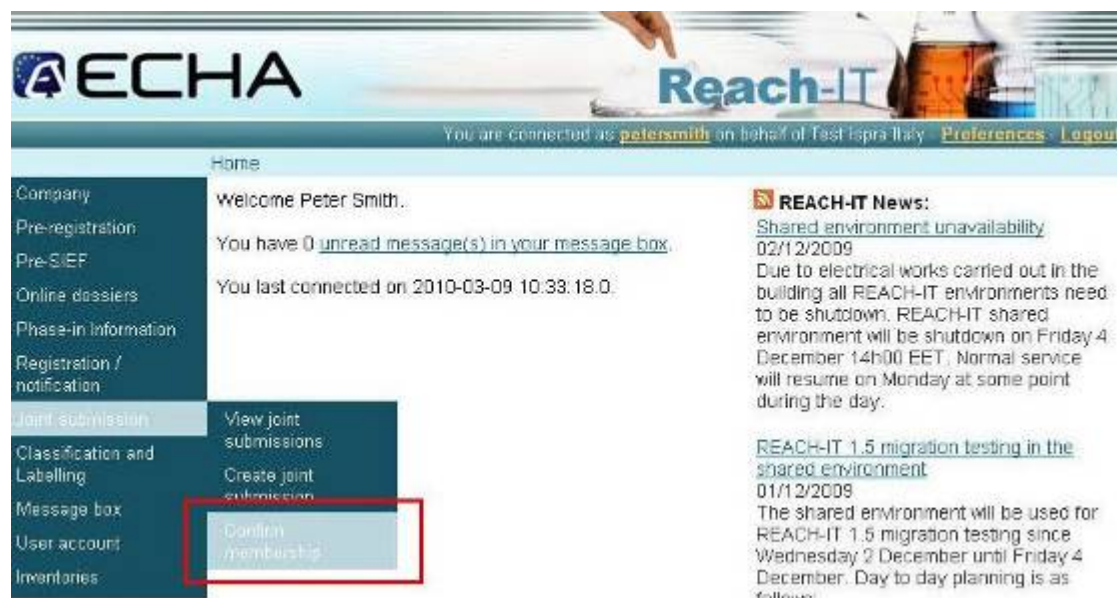 ECHA
Reach-IT
You are connected as petersmith on behalf of Test Ispra Italy - Preferences - Logout
Home
Company
Pre-registration
Pre-SIEF
Online dossiers
Phase-in Information
Registration /
notification
Joint submission
Classification and
Labelling
Message box
User account
Inventories
View joint
submissions
Create joint
submission
Confirm
membership
Welcome Peter Smith.
You have 0 unread message(s) in your message box.
You last connected on 2010-03-09 10:33:18.0.
REACH-IT News:
Shared environment unavailability
02/12/2009
Due to electrical works carried out in the
building all REACH-IT environments need
to be shutdown. REACH-IT shared
environment will be shutdown on Friday 4
December 14h00 EET. Normal service
will resume on Monday at some point
during the day.
REACH-IT 1.5 migration testing in the
shared environment
01/12/2009
The shared environment will be used for
REACH-IT 1.5 migration testing since
Wednesday 2 December until Friday 4
December. Day to day planning is as
follows: